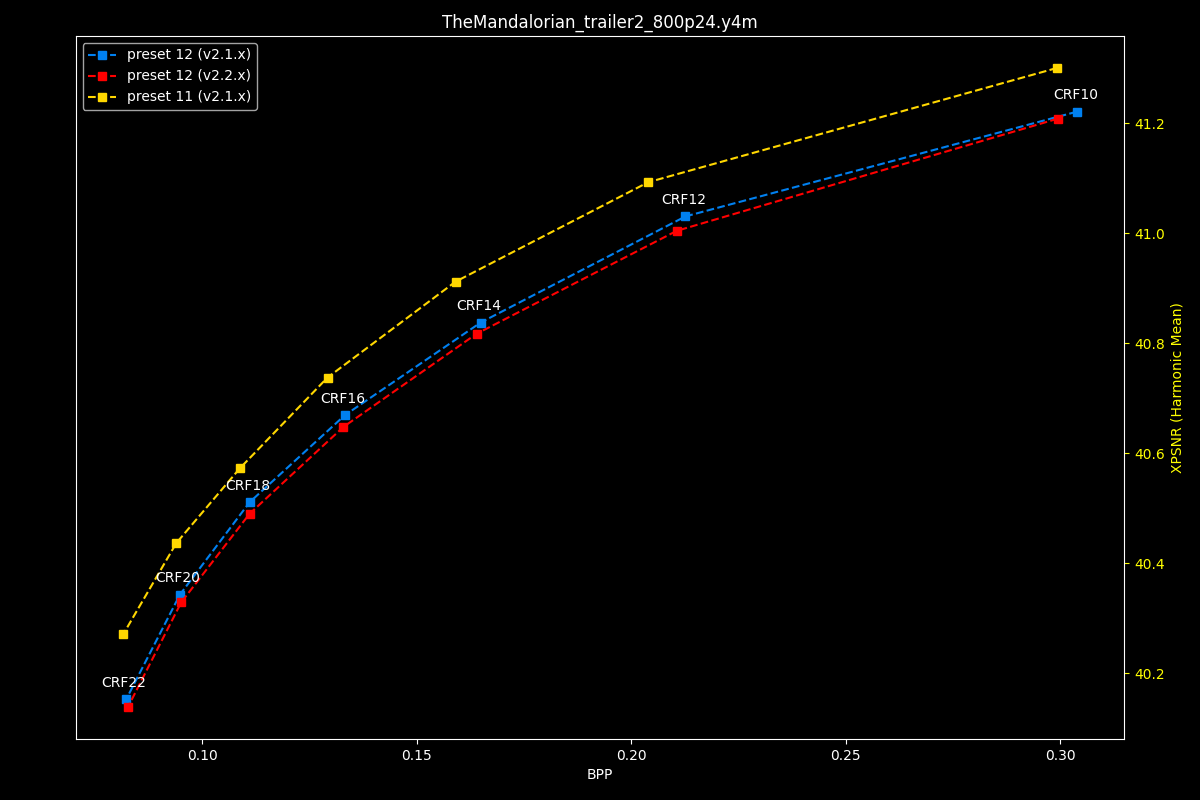 TheMandalorian_trailer2_800p24.y4m
preset 12 (v2.1.x)
preset 12 (v2.2.x)
preset 11 (v2.1.x)
CRF10
41.2
CRF12
41.0
CRF14
40.8
CRF16
XPSNR (Harmonic Mean)
40.6
CRF18
CRF20
40.4
CRF22
40.2
0.10
0.15
0.20
0.25
0.30
BPP